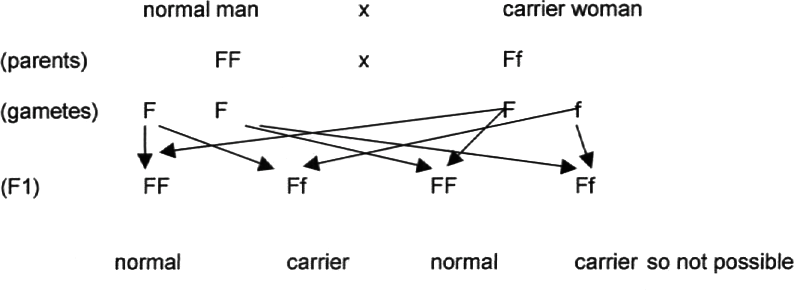 normal man x carrier woman
(parents) FF x Ff
(gametes) F F F f
(F1) FF Ff FF Ff
normal carrier normal carrier so not possible